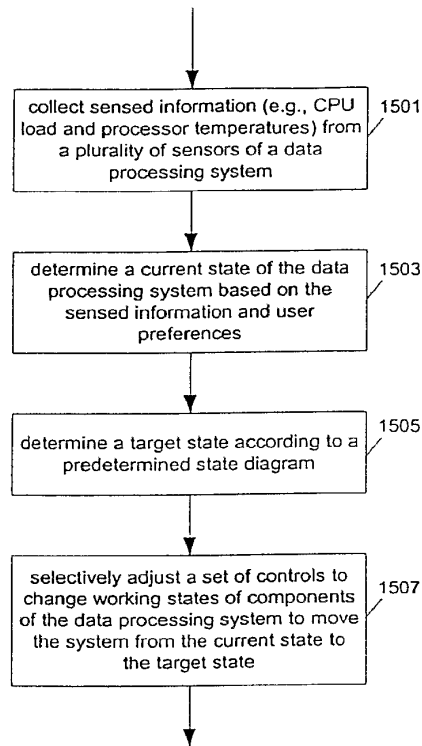 collect sensed information (e.g., CPU
load and processor temperatures) from
a plurality of sensors of a data
processing system
1501
determine a current state of the data
processing system based on the
sensed information and user
preferences
1503
determine a target state according to a
predetermined state diagram
1505
selectively adjust a set of controls to
change working states of components
of the data processing system to move
the system from the current state to
the target state
1507